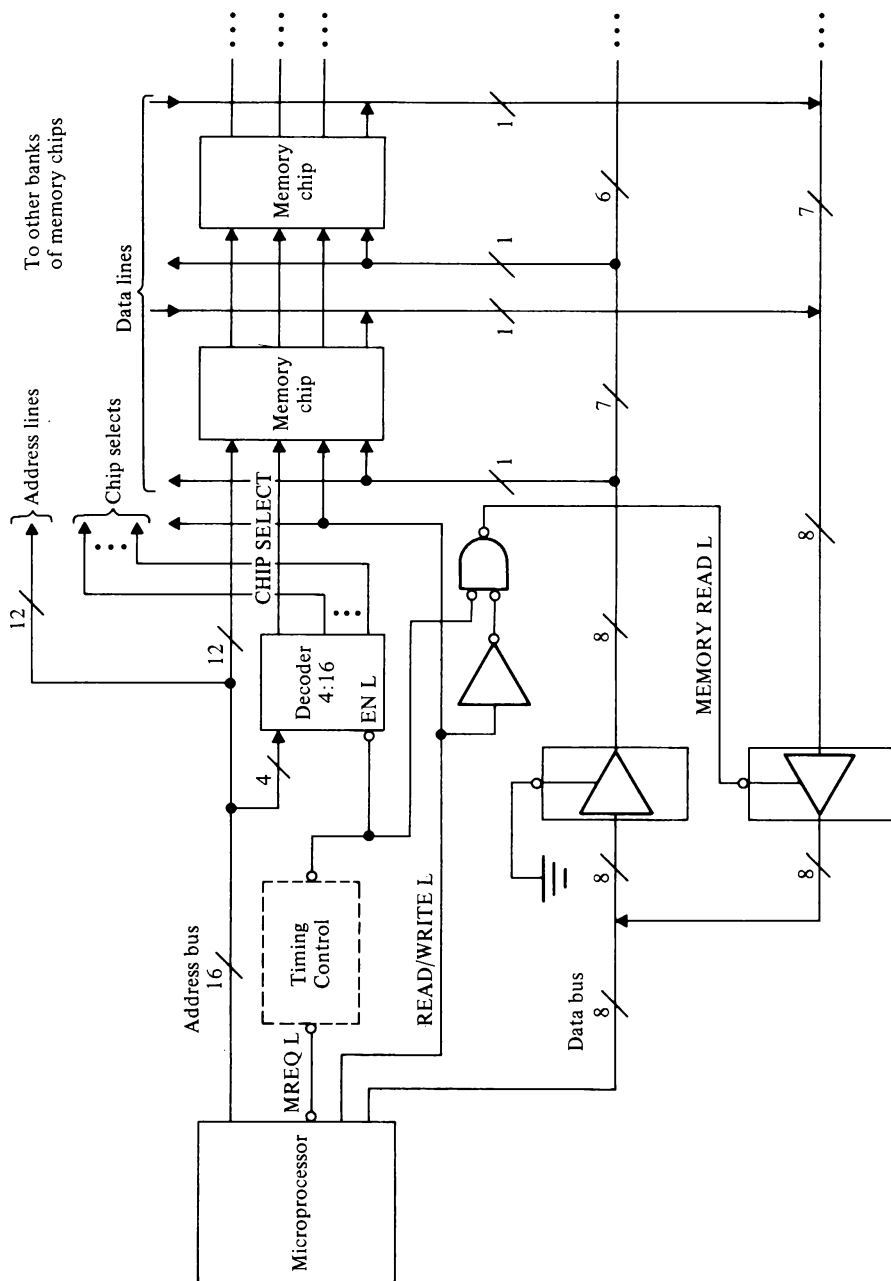 To other banks
of memory chips
Data lines
Address lines
Chip selects
12
Address bus
16
12
4
Decoder
4:16
EN L
CHIP SELECT
Memory
chip
Memory
chip
Microprocessor
MREQ L
Timing
Control
READ/WRITE L
Data bus
8
8
8
7
6
1
1
1
1
MEMORY READ L
8
8
7